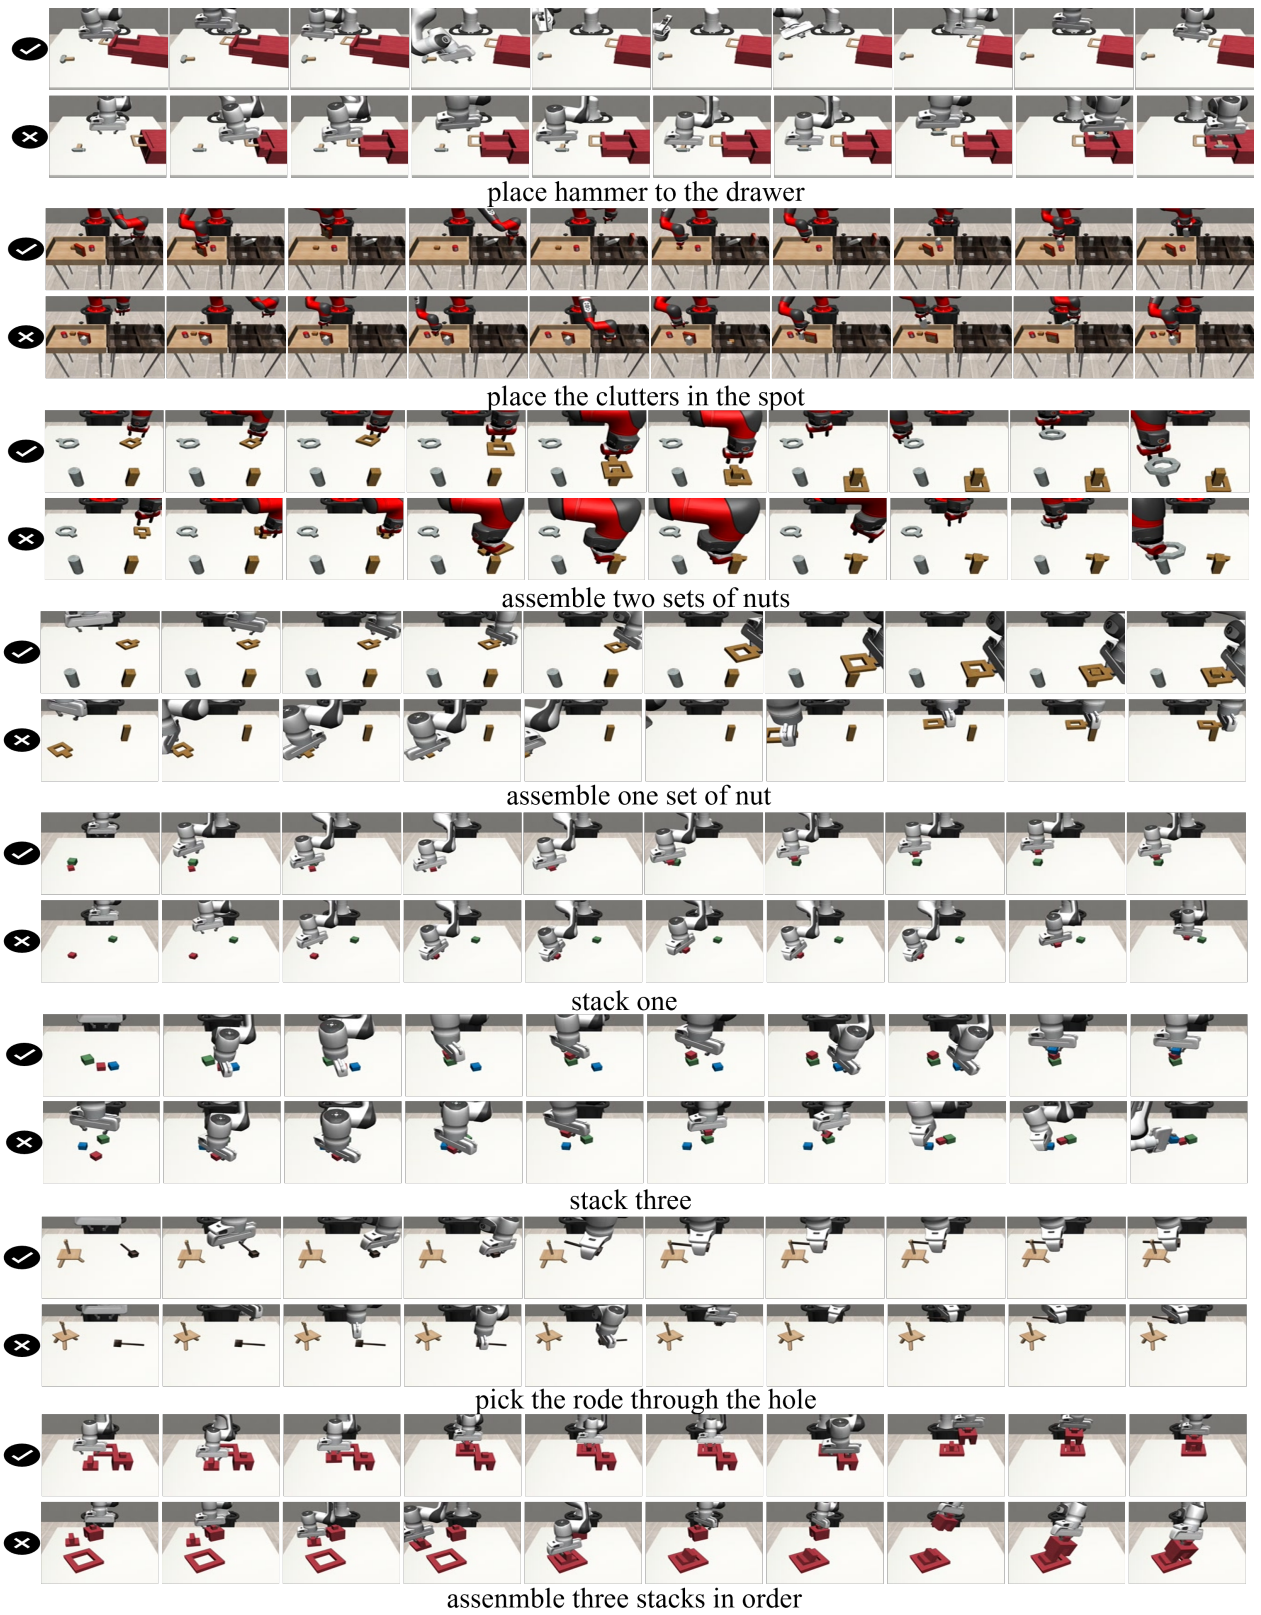 place hammer to the drawer
place the clutters in the spot
assemble two sets of nuts
assemble one set of nut
stack one
stack three
pick the rode through the hole
assenmble three stacks in order